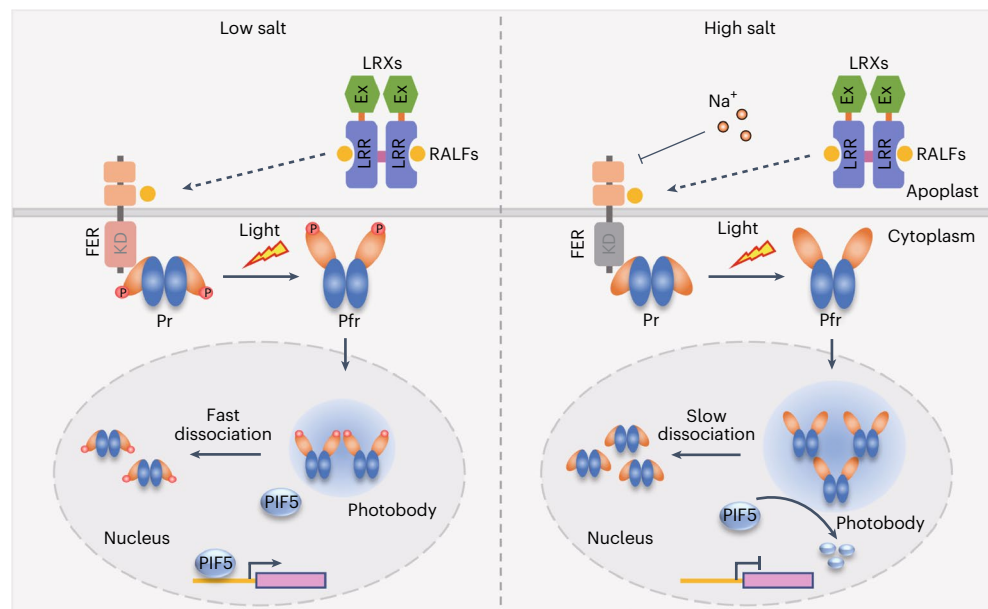 Low salt
LRXs
Ex Ex
LRR LRR
RALFs
FER
KD
Light
P P
P P
Pr
Pfr
Fast
dissociation
PIF5
Photobody
Nucleus
PIF5
High salt
LRXs
Na⁺
Ex Ex
LRR LRR
RALFs
Apoplast
FER
KD
Light
Cytoplasm
Pr
Pfr
Slow
dissociation
PIF5
Photobody
Nucleus